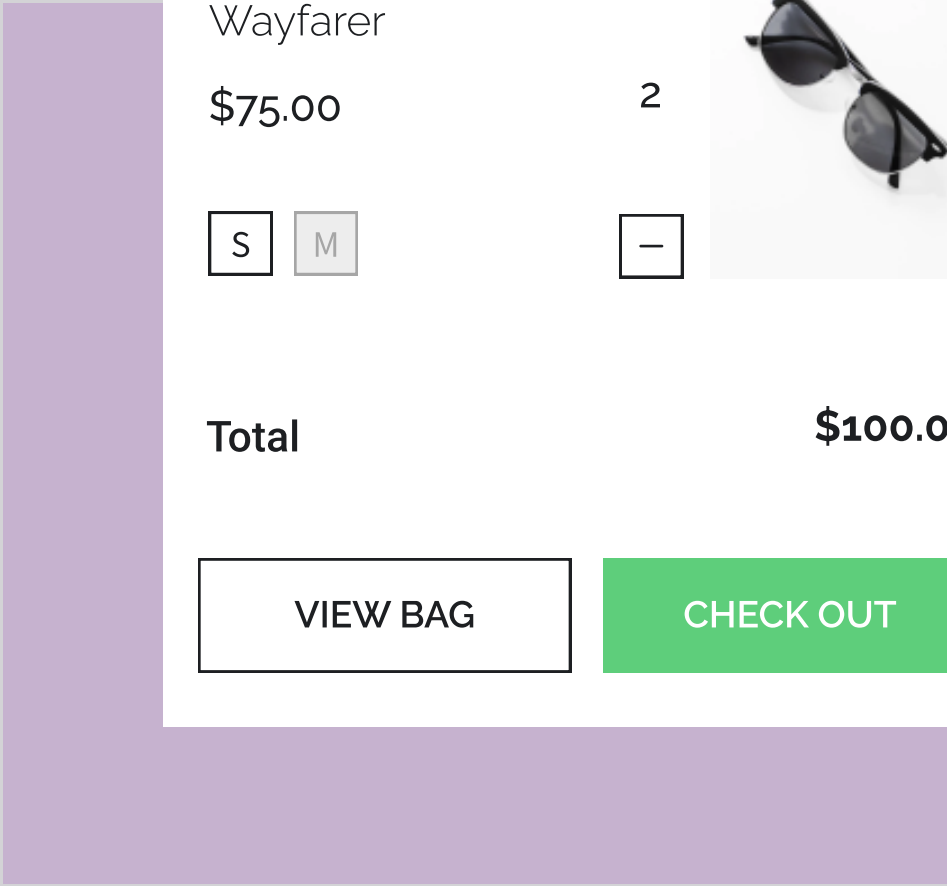 Wayfarer
$75.00
2
S
M
–
Total
$100.0
VIEW BAG
CHECK OUT